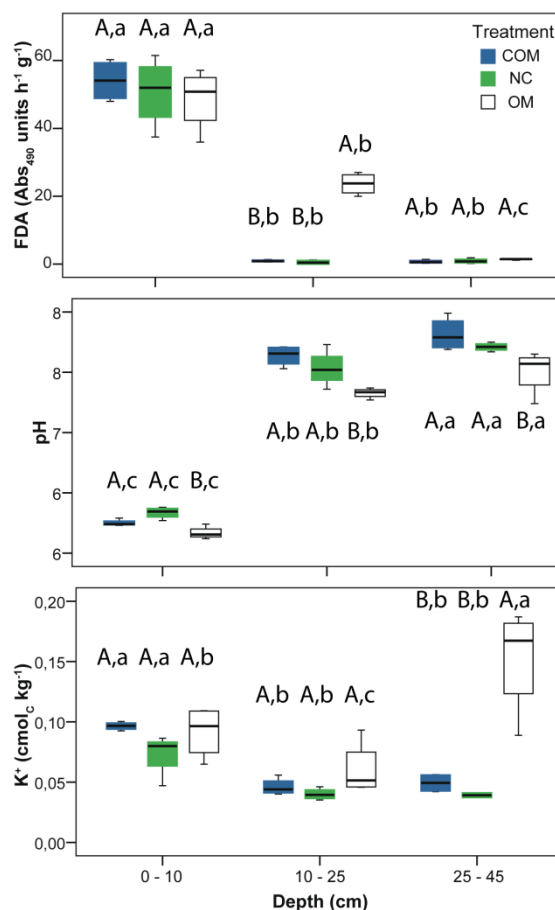 Treatment
COM
NC
OM
A,a A,a A,a
A,b
B,b B,b
A,b A,b A,c
60
40
20
0
FDA (Abs490 units h-1 g-1)
8
8
7
6
6
pH
A,c A,c B,c
A,b A,b B,b
A,a A,a B,a
0,20
0,15
0,10
0,05
0,00
K+ (cmolC kg-1)
A,a A,a A,b
A,b A,b A,c
B,b B,b A,a
0 - 10 10 - 25 25 - 45
Depth (cm)